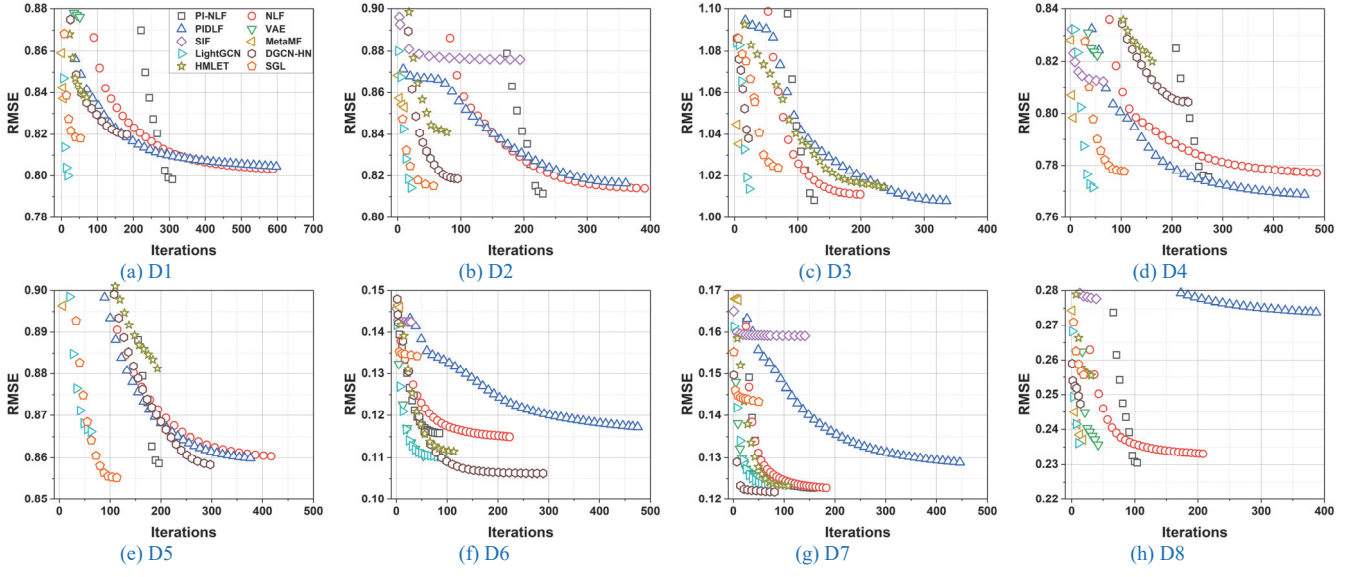 0.88
0.86
0.84
0.82
0.80
0.78
RMSE
PI-NLF NLF
PIDLF VAE
SIF MetaMF
LightGCN DGCN-HN
HMLET SGL
0 100 200 300 400 500 600 700
Iterations
(a) D1
0.90
0.88
0.86
0.84
0.82
0.80
RMSE
0 100 200 300 400
Iterations
(b) D2
1.10
1.08
1.06
1.04
1.02
1.00
RMSE
0 100 200 300 400
Iterations
(c) D3
0.84
0.82
0.80
0.78
0.76
RMSE
0 100 200 300 400 500
Iterations
(d) D4
0.90
0.89
0.88
0.87
0.86
0.85
RMSE
0 100 200 300 400 500
Iterations
(e) D5
0.15
0.14
0.13
0.12
0.11
0.10
RMSE
0 100 200 300 400 500
Iterations
(f) D6
0.17
0.16
0.15
0.14
0.13
0.12
RMSE
0 100 200 300 400 500
Iterations
(g) D7
0.28
0.27
0.26
0.25
0.24
0.23
0.22
RMSE
0 100 200 300 400
Iterations
(h) D8